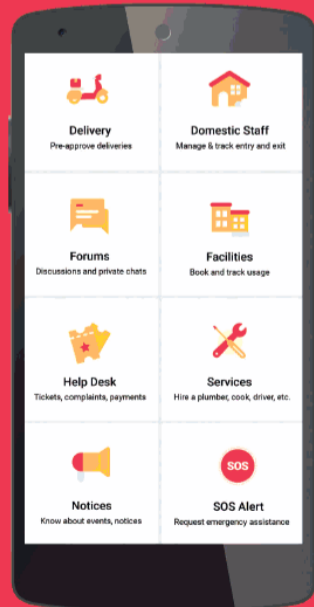 Delivery
Pre-approve deliveries
Domestic Staff
Manage & track entry and exit
Forums
Discussions and private chats
Facilities
Book and track usage
Help Desk
Tickets, complaints, payments
Services
Hire a plumber, cook, driver, etc.
Notices
Know about events, notices
SOS
SOS Alert
Request emergency assistance